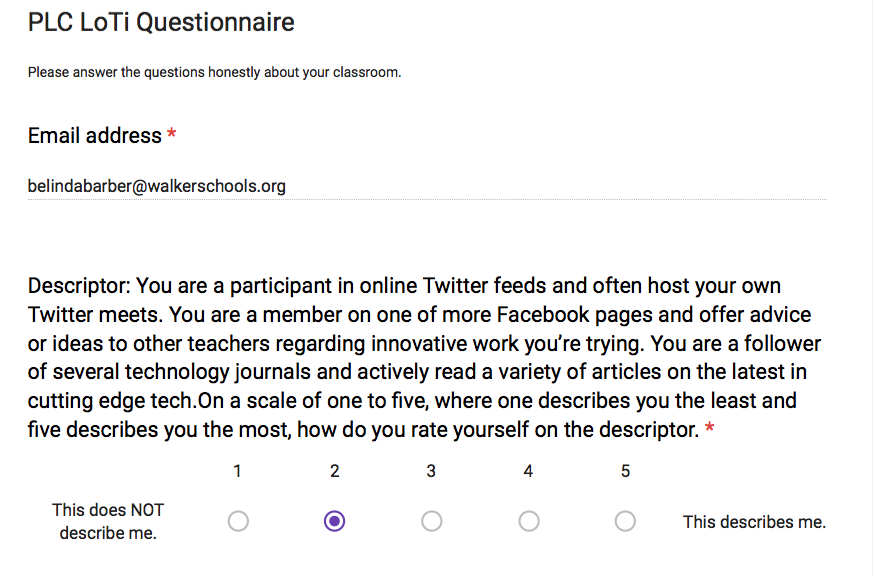 PLC LoTi Questionnaire
Please answer the questions honestly about your classroom.
Email address *
belindabarber@walkerschools.org
Descriptor: You are a participant in online Twitter feeds and often host your own
Twitter meets. You are a member on one of more Facebook pages and offer advice
or ideas to other teachers regarding innovative work you’re trying. You are a follower
of several technology journals and actively read a variety of articles on the latest in
cutting edge tech.On a scale of one to five, where one describes you the least and
five describes you the most, how do you rate yourself on the descriptor. *
1 2 3 4 5
This does NOT
describe me.
This describes me.